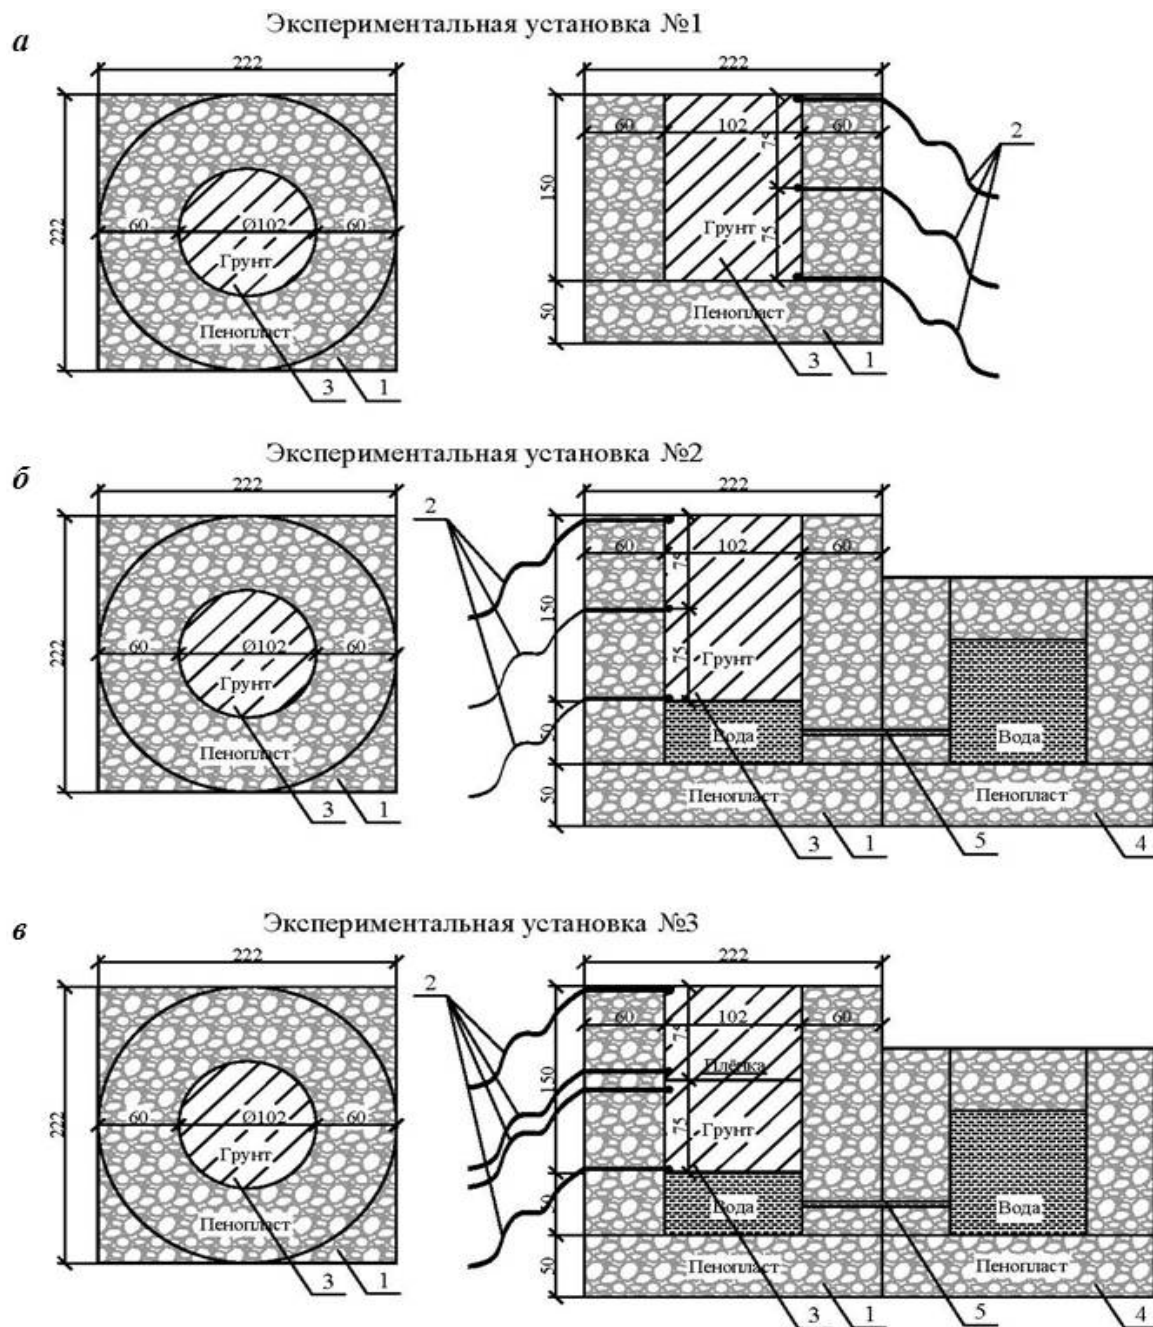 Экспериментальная установка №1
а
222
222
222
60
Ø102
60
Грунт
Пенопласт
3
1
60
102
60
75
150
75
Грунт
50
Пенопласт
3
1
2
Экспериментальная установка №2
б
222
222
222
60
Ø102
60
Грунт
Пенопласт
3
1
2
60
102
60
75
150
75
Грунт
50
Вода
Вода
50
Пенопласт
Пенопласт
3
1
5
4
Экспериментальная установка №3
в
222
222
222
60
Ø102
60
Грунт
Пенопласт
3
1
2
60
102
60
75
150
Плёнка
75
Грунт
50
Вода
Вода
50
Пенопласт
Пенопласт
3
1
5
4